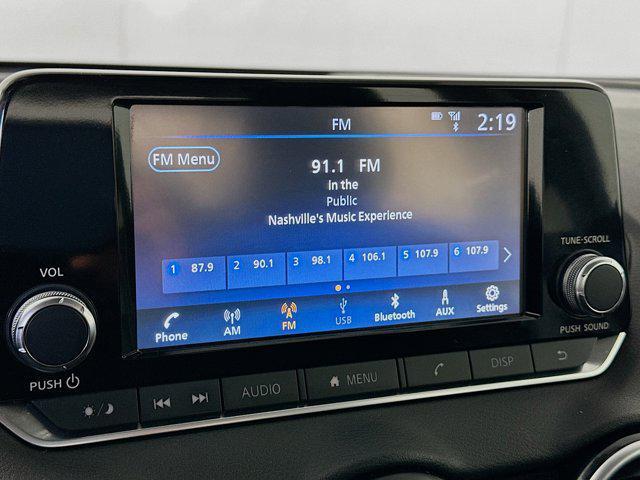 FM
2:19
FM Menu
91.1 FM
In the
Public
Nashville's Music Experience
1 87.9 2 90.1 3 98.1 4 106.1 5 107.9 6 107.9
Phone AM FM USB Bluetooth AUX Settings
VOL
PUSH
TUNE·SCROLL
PUSH SOUND
AUDIO MENU DISP